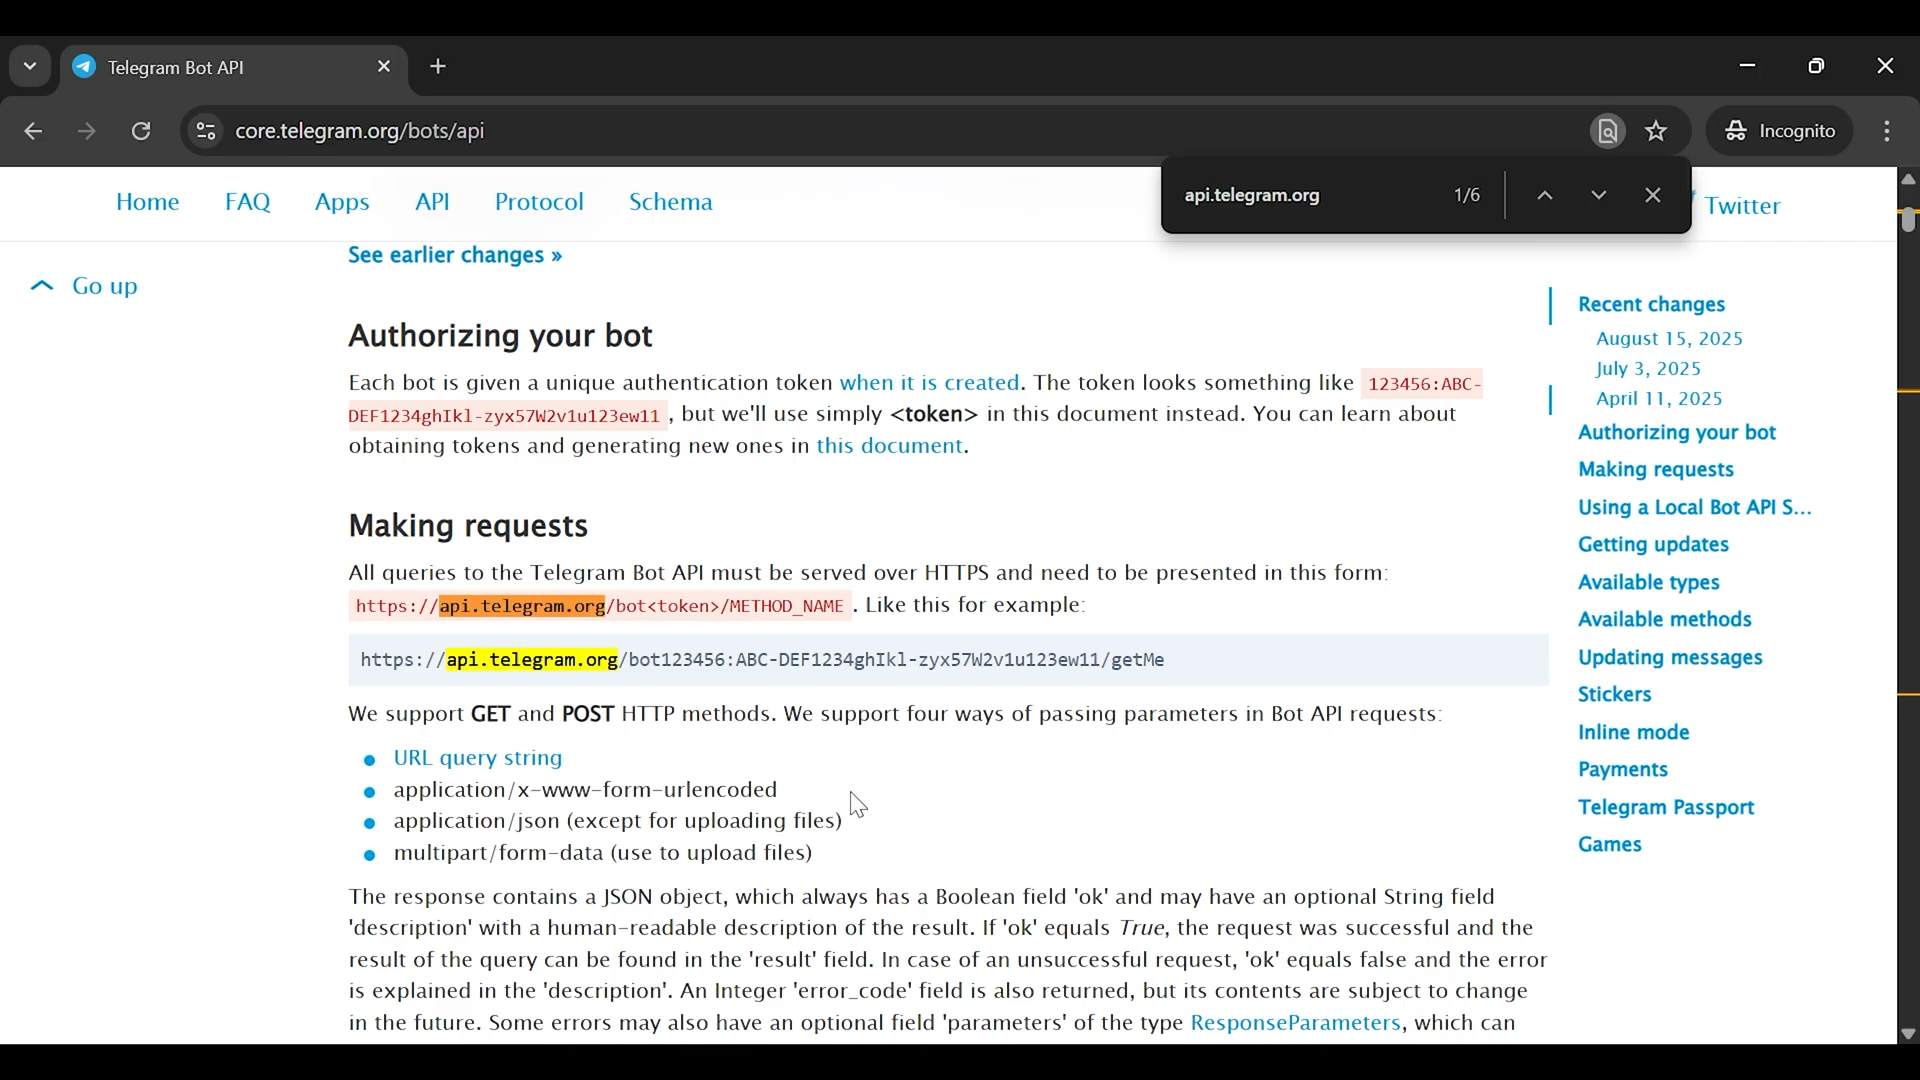 Telegram Bot API
core.telegram.org/bots/api
Incognito
Home FAQ Apps API Protocol Schema
api.telegram.org 1/6
Twitter
Go up
See earlier changes »
Authorizing your bot
Each bot is given a unique authentication token when it is created. The token looks something like 123456:ABC-
DEF1234ghIkl-zyx57W2v1u123ew11, but we'll use simply <token> in this document instead. You can learn about
obtaining tokens and generating new ones in this document.
Making requests
All queries to the Telegram Bot API must be served over HTTPS and need to be presented in this form:
https://api.telegram.org/bot<token>/METHOD_NAME. Like this for example:
https://api.telegram.org/bot123456:ABC-DEF1234ghIkl-zyx57W2v1u123ew11/getMe
We support GET and POST HTTP methods. We support four ways of passing parameters in Bot API requests:
URL query string
application/x-www-form-urlencoded
application/json (except for uploading files)
multipart/form-data (use to upload files)
The response contains a JSON object, which always has a Boolean field 'ok' and may have an optional String field
'description' with a human-readable description of the result. If 'ok' equals True, the request was successful and the
result of the query can be found in the 'result' field. In case of an unsuccessful request, 'ok' equals false and the error
is explained in the 'description'. An Integer 'error_code' field is also returned, but its contents are subject to change
in the future. Some errors may also have an optional field 'parameters' of the type ResponseParameters, which can
Recent changes
August 15, 2025
July 3, 2025
April 11, 2025
Authorizing your bot
Making requests
Using a Local Bot API S...
Getting updates
Available types
Available methods
Updating messages
Stickers
Inline mode
Payments
Telegram Passport
Games